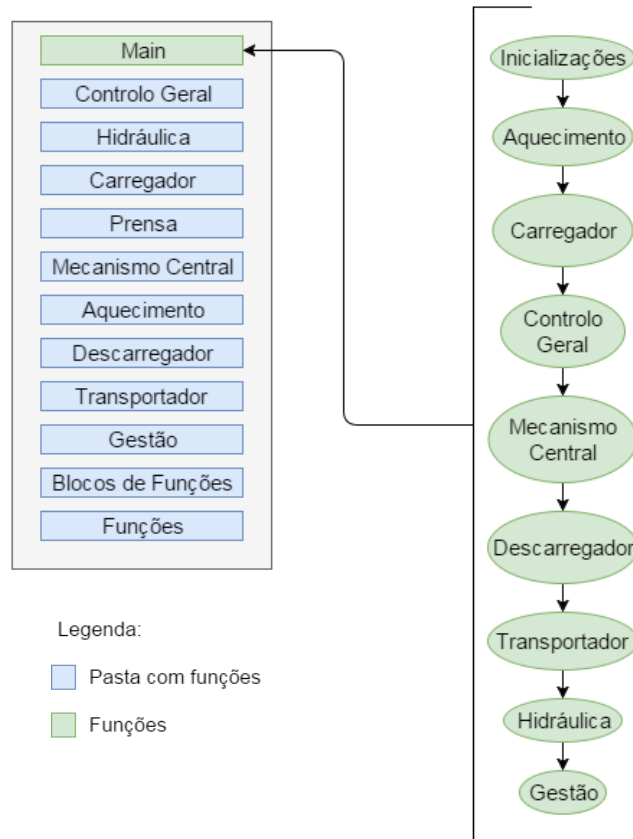 Main
Controlo Geral
Hidráulica
Carregador
Prensa
Mecanismo Central
Aquecimento
Descarregador
Transportador
Gestão
Blocos de Funções
Funções
Legenda:
Pasta com funções
Funções
Inicializações
Aquecimento
Carregador
Controlo
Geral
Mecanismo
Central
Descarregador
Transportador
Hidráulica
Gestão